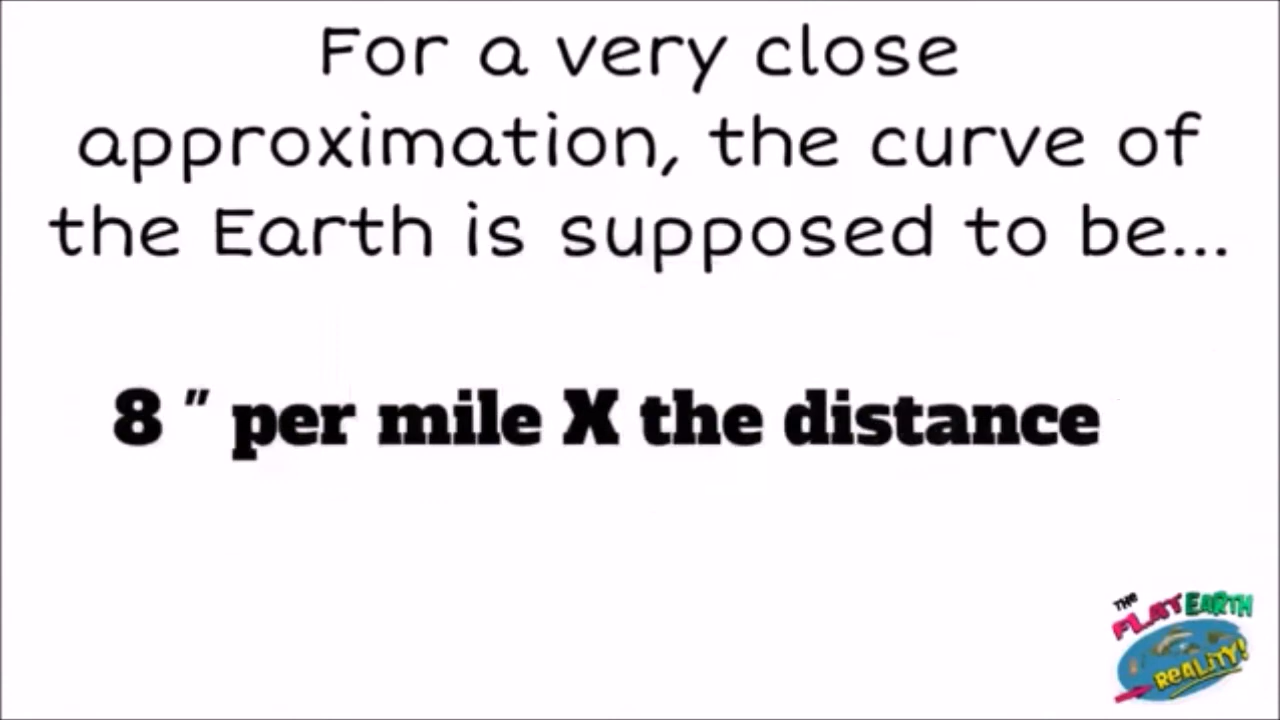 For a very close
approximation, the curve of
the Earth is supposed to be...
8 " per mile X the distance
THE
FLAT EARTH
REALITY!